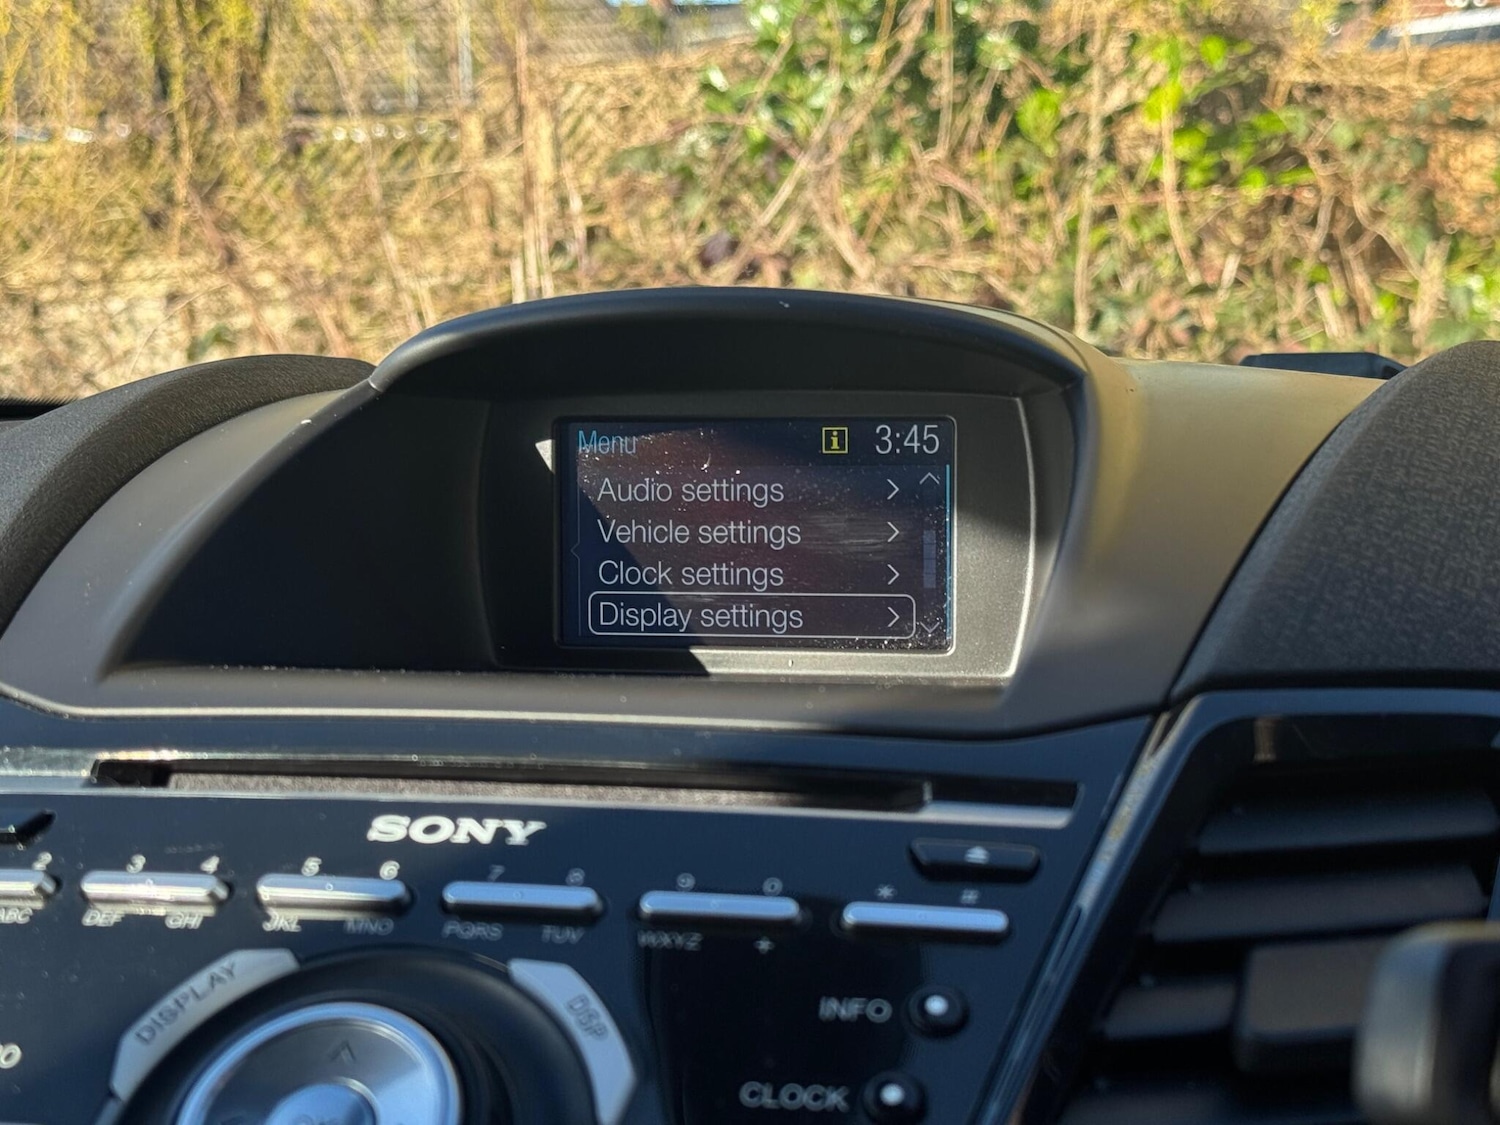 Menu i 3:45
Audio settings
Vehicle settings
Clock settings
Display settings
SONY
2 3 4 5 6 7 8 9 0 * #
ABC DEF GHI JKL MNO PQRS TUV WXYZ +
DISPLAY DSP
INFO
CLOCK